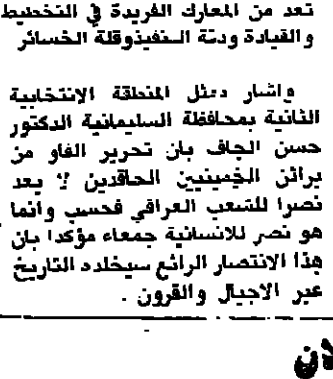 تعد من المعارك الفريدة في التخطيط
والقيادة ودقة التنفيذ وقلة الخسائر
واشار ممثل المنطقة الانتخابية
الثانية بمحافظة السليمانية الدكتور
حسن الجاف بان تحرير الفاو من
براثن الخمينيين الحاقدين لا يعد
نصرا للشعب العراقي فحسب وانما
هو نصر للانسانية جمعاء مؤكدا بان
هذا الانتصار الرائع سيخلده التاريخ
عبر الاجيال والقرون .